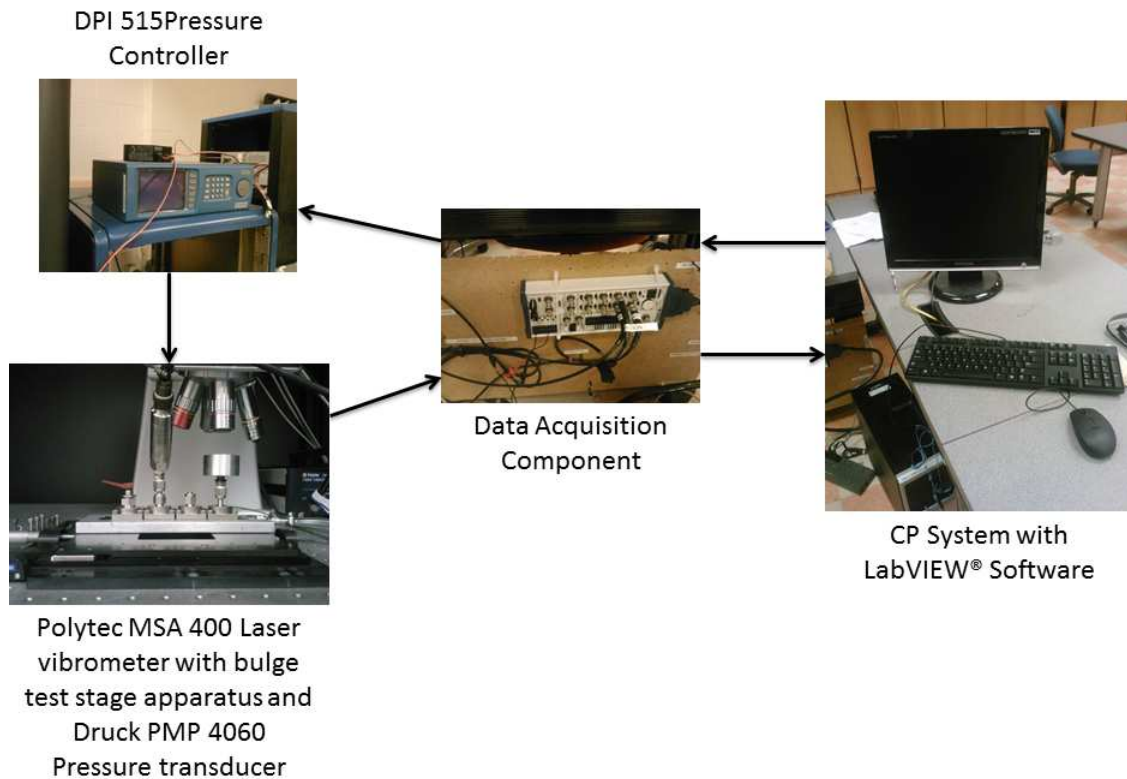 DPI 515Pressure
Controller
Data Acquisition
Component
CP System with
LabVIEW® Software
Polytec MSA 400 Laser
vibrometer with bulge
test stage apparatus and
Druck PMP 4060
Pressure transducer